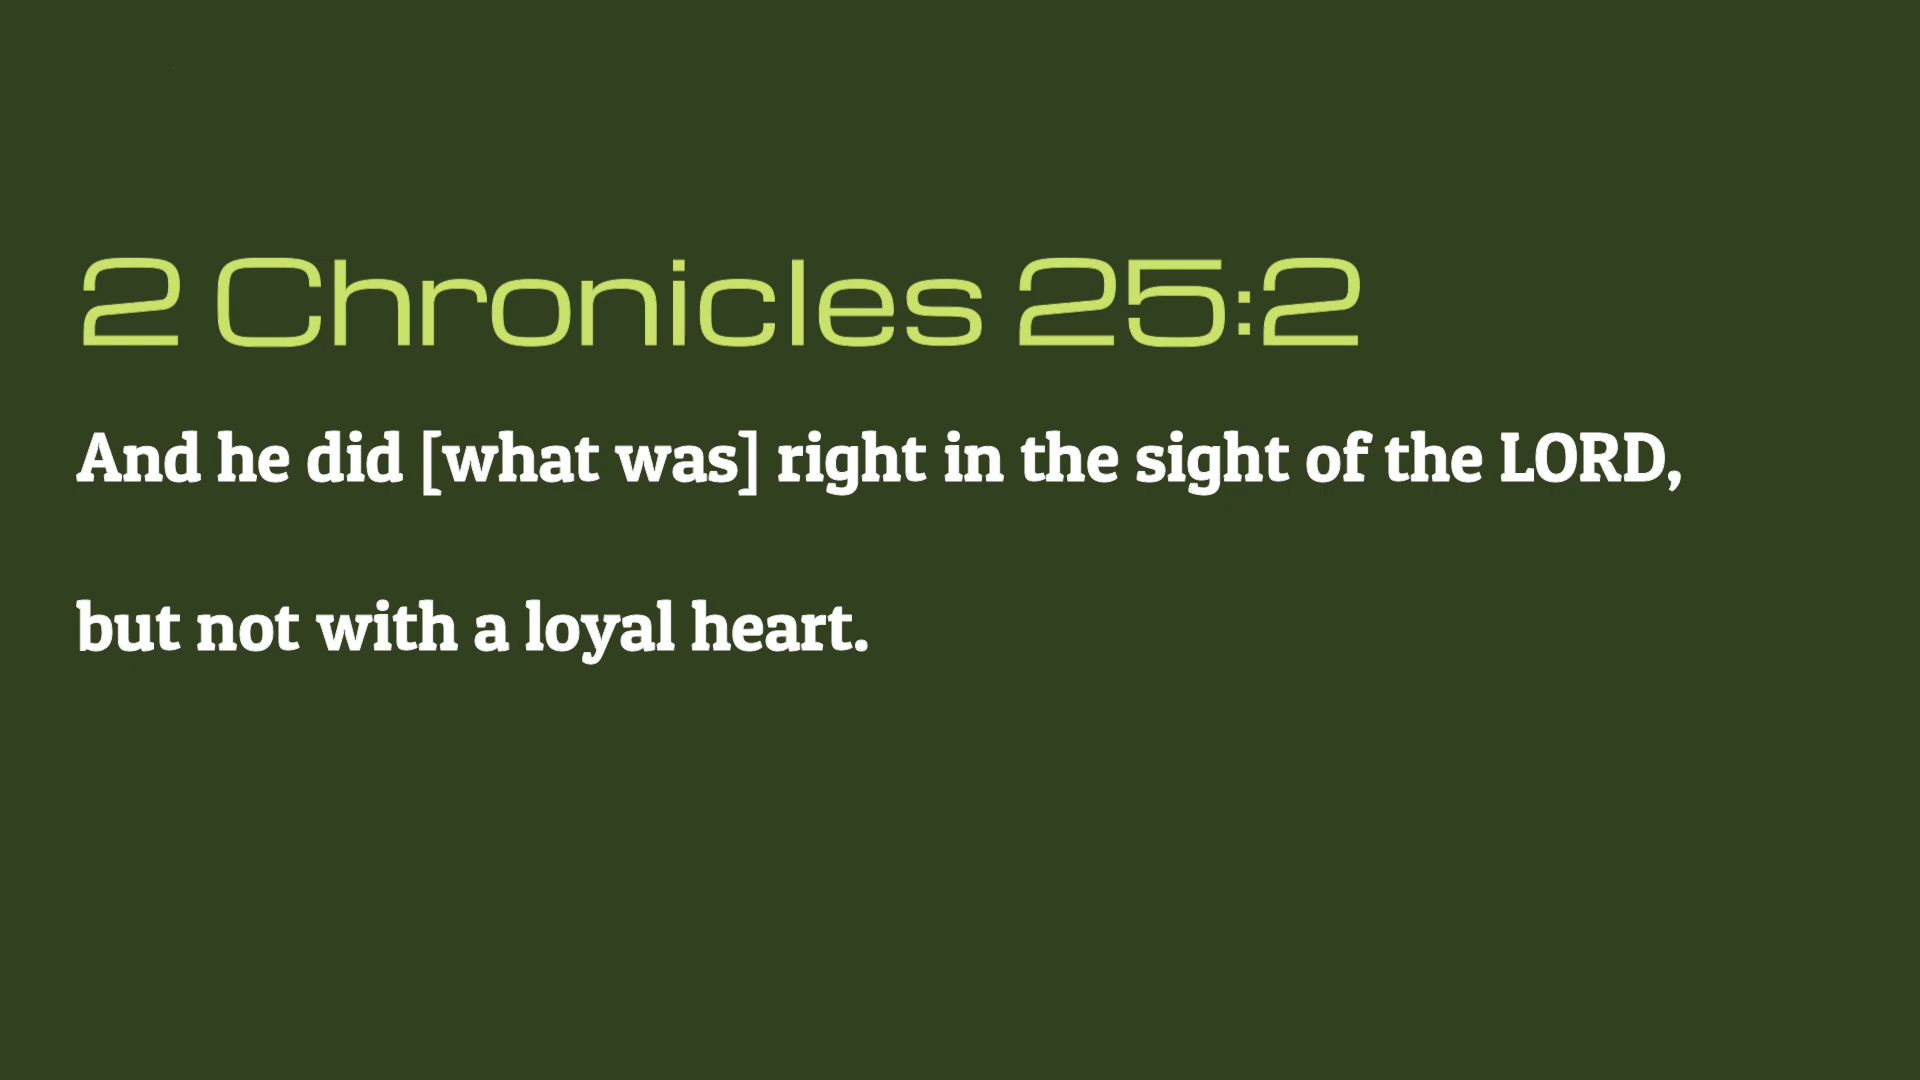 2 Chronicles 25:2
And he did [what was] right in the sight of the LORD,
but not with a loyal heart.